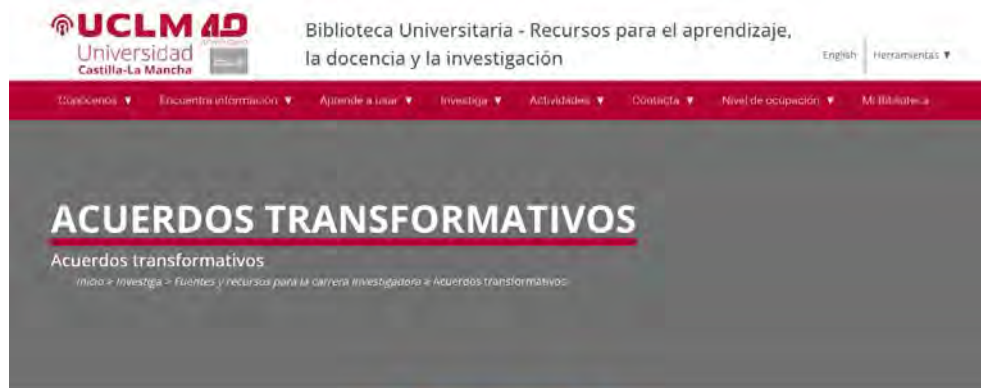 UCLM 40
Universidad
Castilla-La Mancha
Biblioteca Universitaria - Recursos para el aprendizaje,
la docencia y la investigación
English Herramientas ▼
Conócenos ▼ Encuentra información ▼ Aprende a usar ▼ Investiga ▼ Actividades ▼ Contacta ▼ Nivel de ocupación ▼ Mi Biblioteca
ACUERDOS TRANSFORMATIVOS
Acuerdos transformativos
Inicio > Investiga > Fuentes y recursos para la carrera investigadora > Acuerdos transformativos